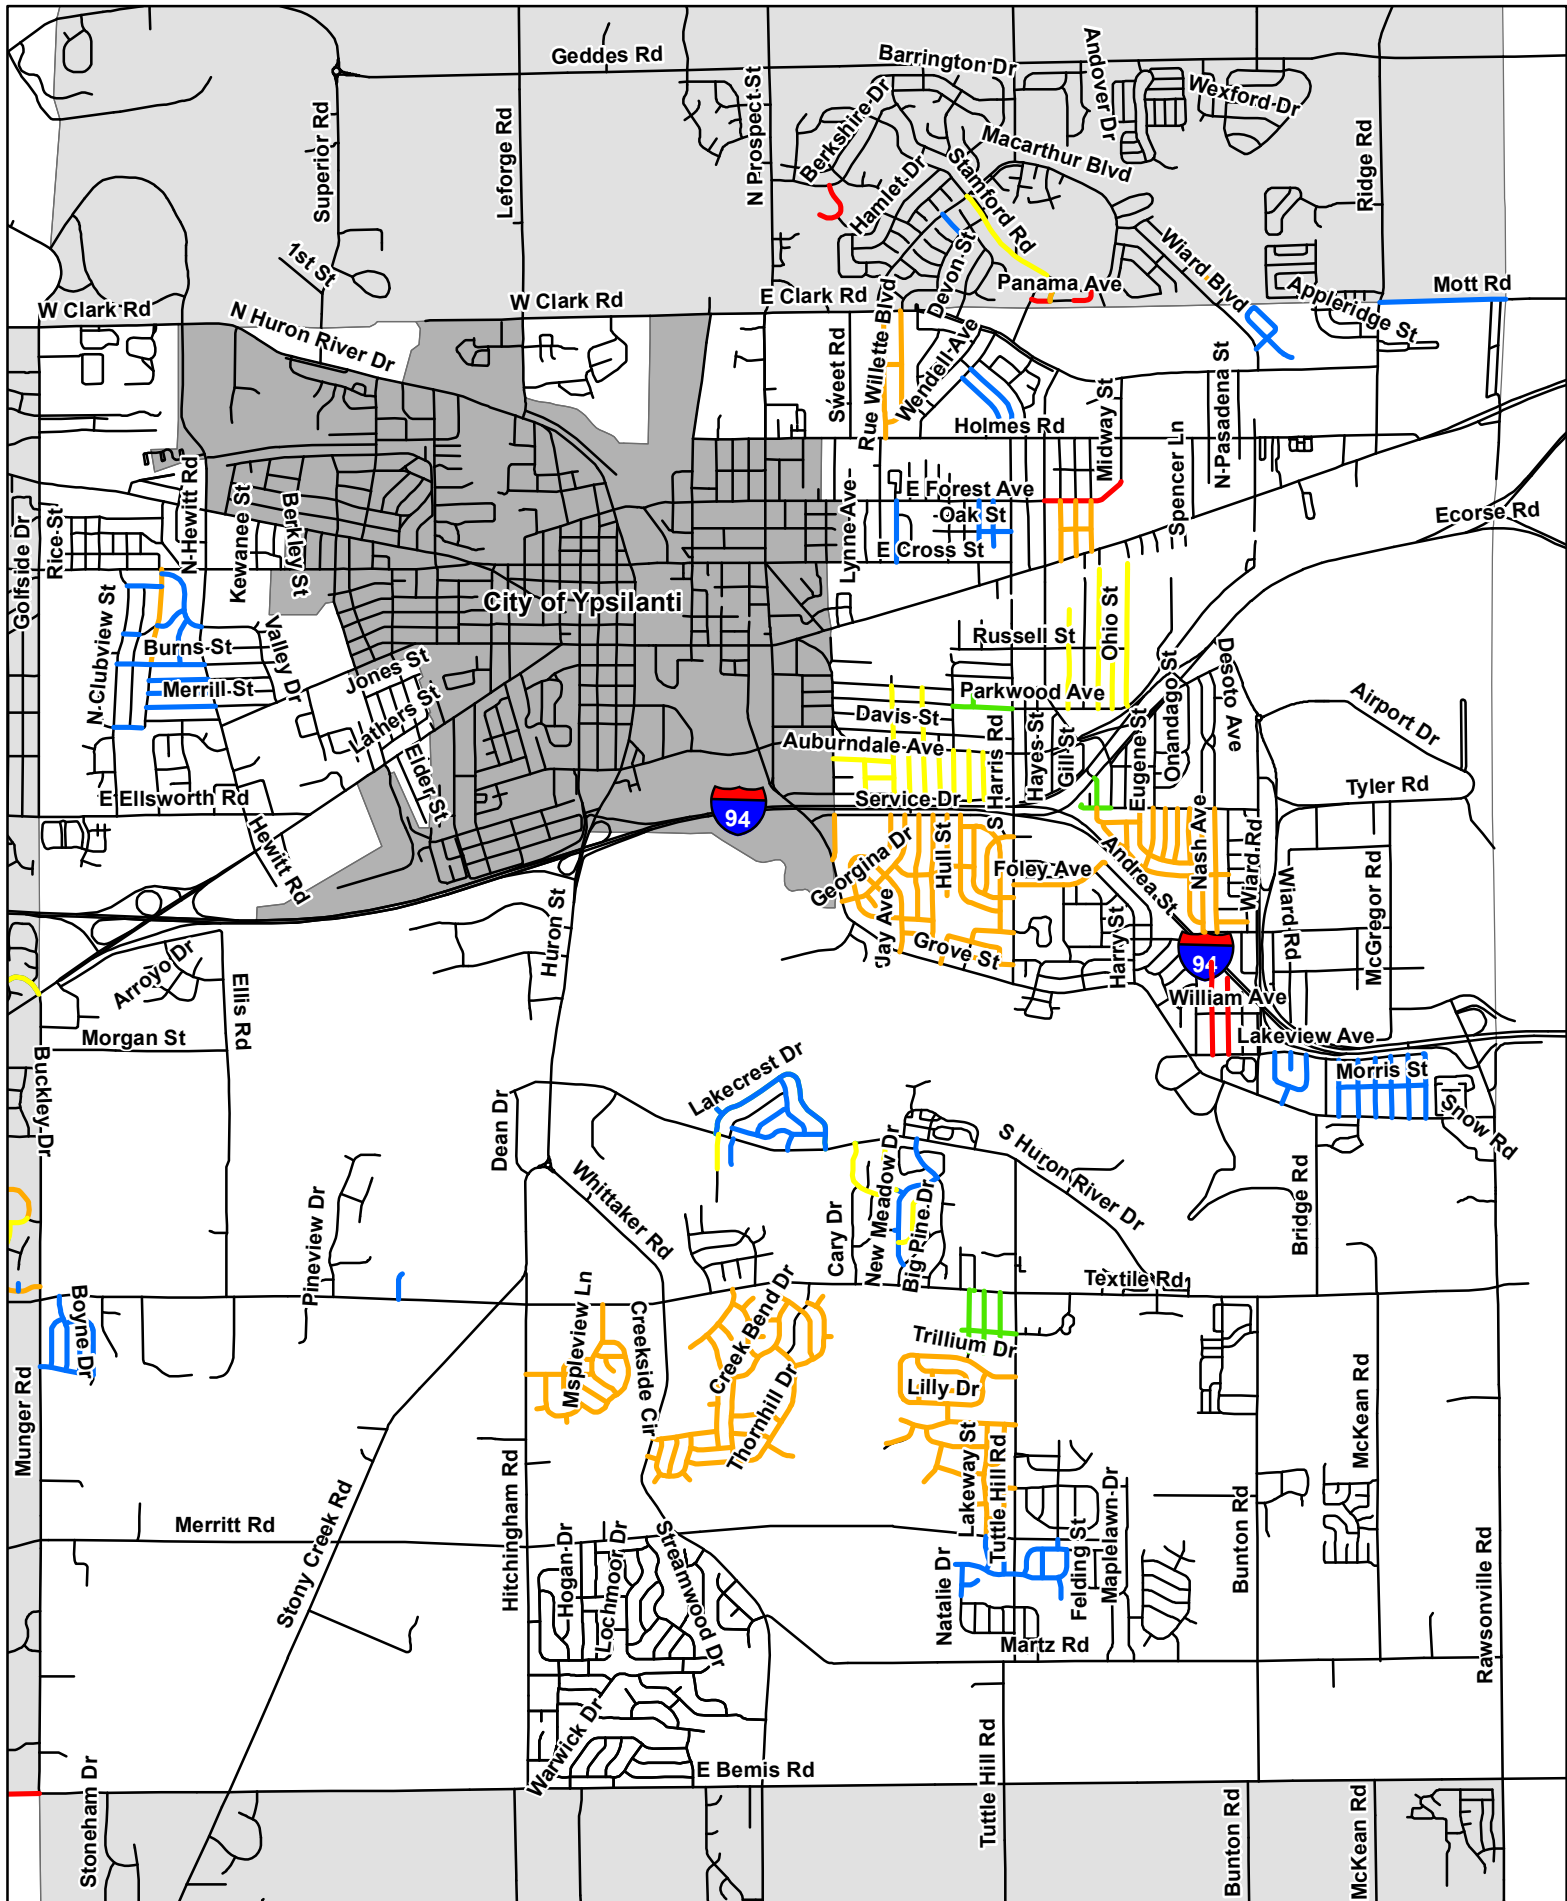 Geddes Rd
Barrington Dr
Andover Dr
Wexford Dr
Superior Rd
Leforge Rd
N Prospect St
Berkshire Dr
Hamlet Dr
Stamford Rd
Macarthur Blvd
Ridge Rd
1st St
Wiard Blvd
Devon St
Panama Ave
Appleridge St
Mott Rd
W Clark Rd
N Huron River Dr
W Clark Rd
E Clark Rd
Sweet Rd
Rue Willette Blvd
Wendell Ave
Holmes Rd
Midway St
N Pasadena St
Spencer Ln
Golfside Dr
Rice St
N Hewitt Rd
Kewanee St
Berkley St
Lynne Ave
E Forest Ave
Oak St
E Cross St
Ecorse Rd
City of Ypsilanti
N Clubview St
Burns St
Merrill St
Valley Dr
Jones St
Lathers St
Elder St
Russell St
Ohio St
Parkwood Ave
Davis St
Auburndale Ave
Service Dr
S Harris Rd
Hayes St
Gill St
Eugene St
Onandago St
Desoto Ave
Airport Dr
Tyler Rd
E Ellsworth Rd
Hewitt Rd
94
Georgina Dr
Hull St
Foley Ave
Andrea St
Nash Ave
Wiard Rd
Wiard Rd
McGregor Rd
Jay Ave
Grove St
Harry St
94
William Ave
Lakeview Ave
Morris St
Snow Rd
Huron St
Arroyo Dr
Ellis Rd
Morgan St
Buckley Dr
Dean Dr
Lakecrest Dr
Whittaker Rd
Pineview Dr
Cary Dr
New Meadow Dr
Big Pine Dr
S Huron River Dr
Bridge Rd
Textile Rd
Boyne Dr
Munger Rd
Mspleview Ln
Creekside Cir
Creek Bend Dr
Thornhill Dr
Trillium Dr
Lilly Dr
Lakeway St
Tuttle Hill Rd
McKean Rd
Hitchingham Rd
Stony Creek Rd
Merritt Rd
Hogan Dr
Lochmoor Dr
Streamwood Dr
Natalie Dr
Felding St
Maplelawn Dr
Bunton Rd
Rawsonville Rd
Martz Rd
Warwick Dr
E Bemis Rd
Stoneham Dr
Tuttle Hill Rd
Bunton Rd
McKean Rd